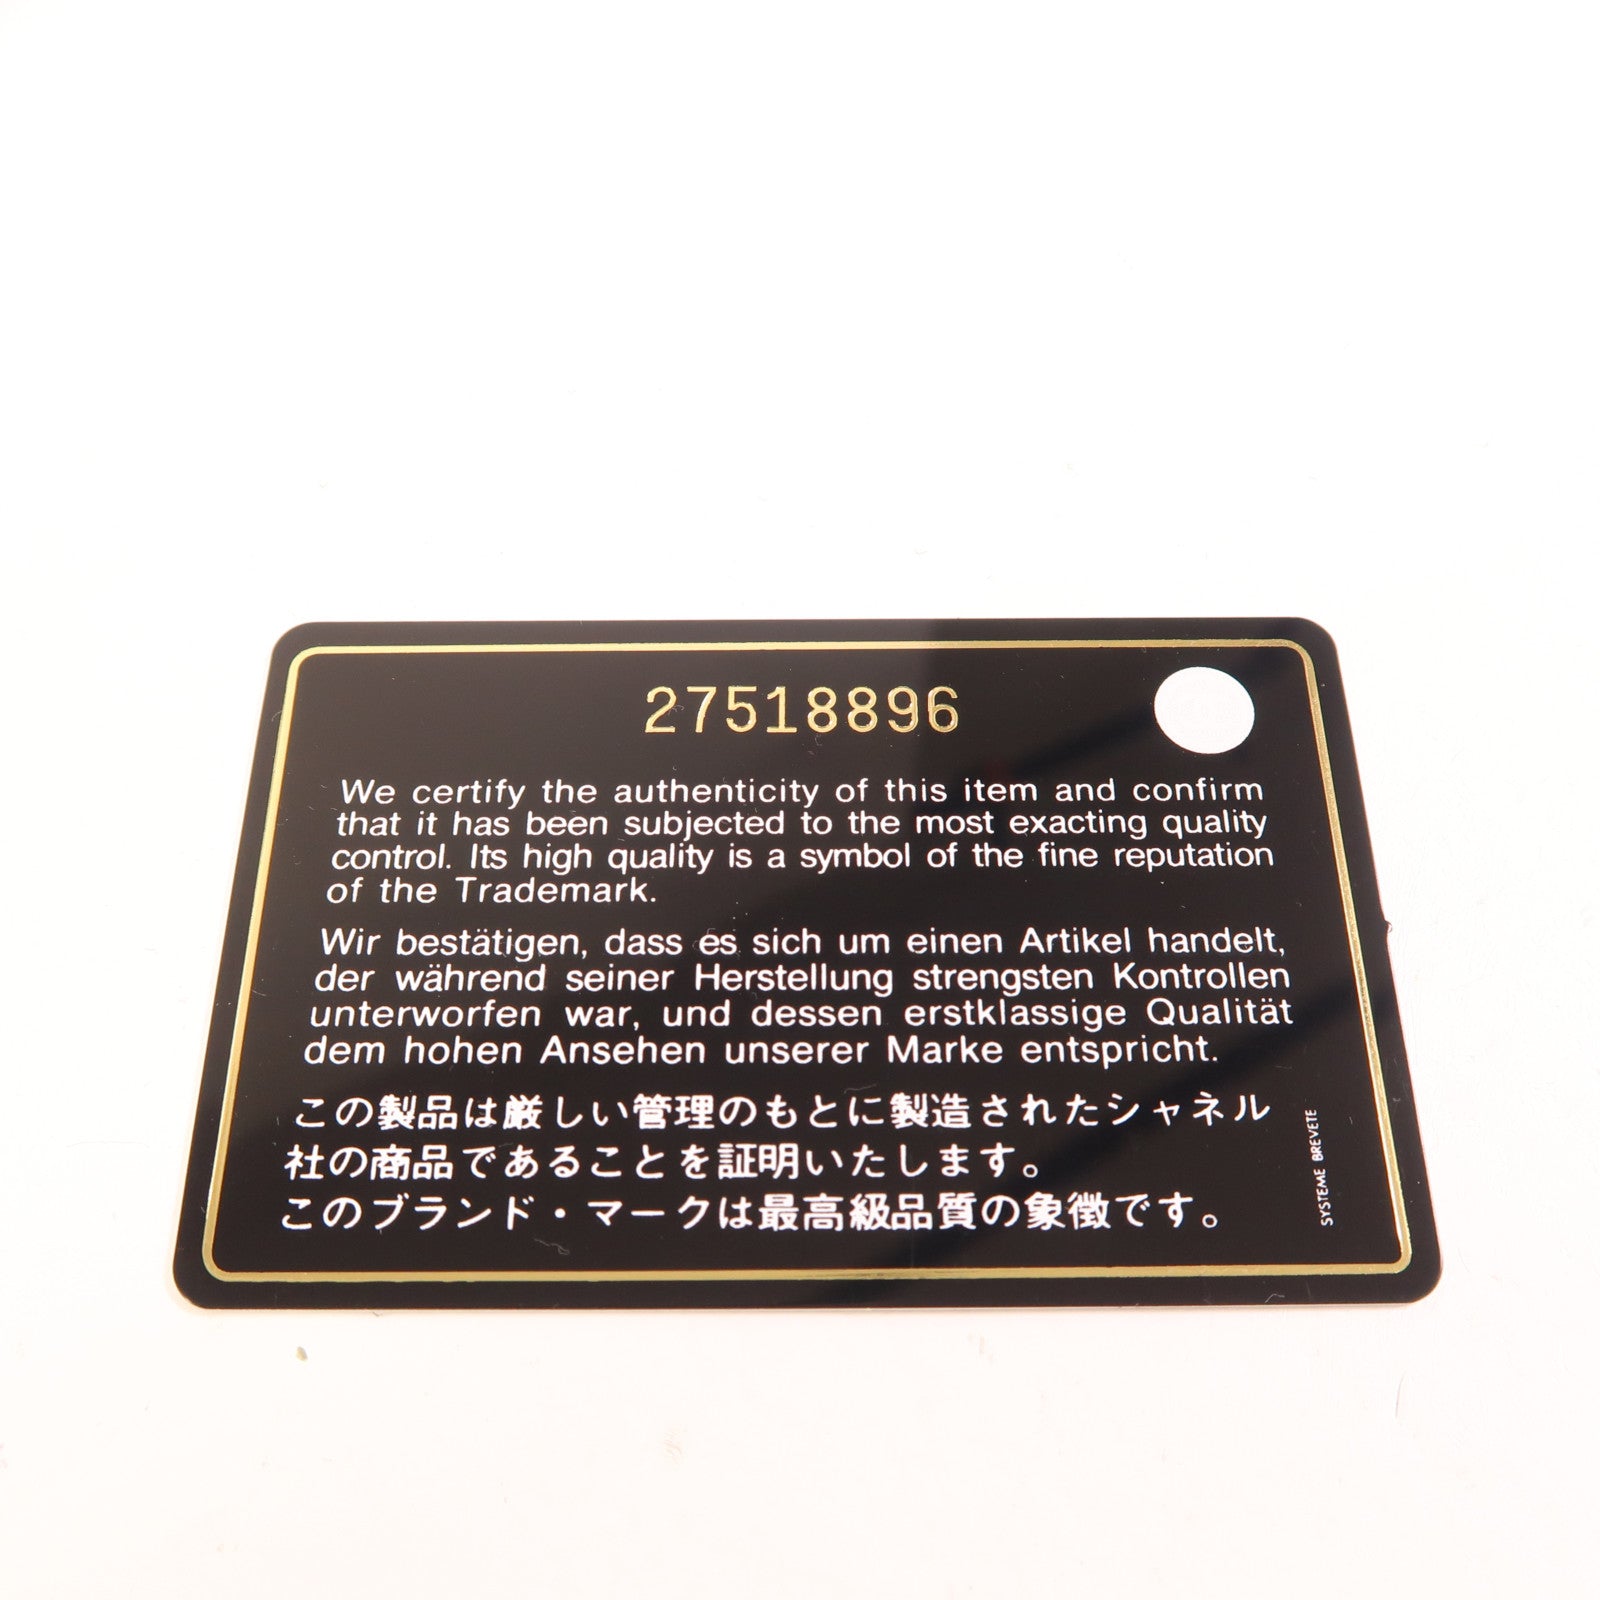 27518896
We certify the authenticity of this item and confirm
that it has been subjected to the most exacting quality
control. Its high quality is a symbol of the fine reputation
of the Trademark.
Wir bestätigen, dass es sich um einen Artikel handelt,
der während seiner Herstellung strengsten Kontrollen
unterworfen war, und dessen erstklassige Qualität
dem hohen Ansehen unserer Marke entspricht.
この製品は厳しい管理のもとに製造されたシャネル
社の商品であることを証明いたします。
このブランド・マークは最高級品質の象徴です。
SYSTEME BREVETE